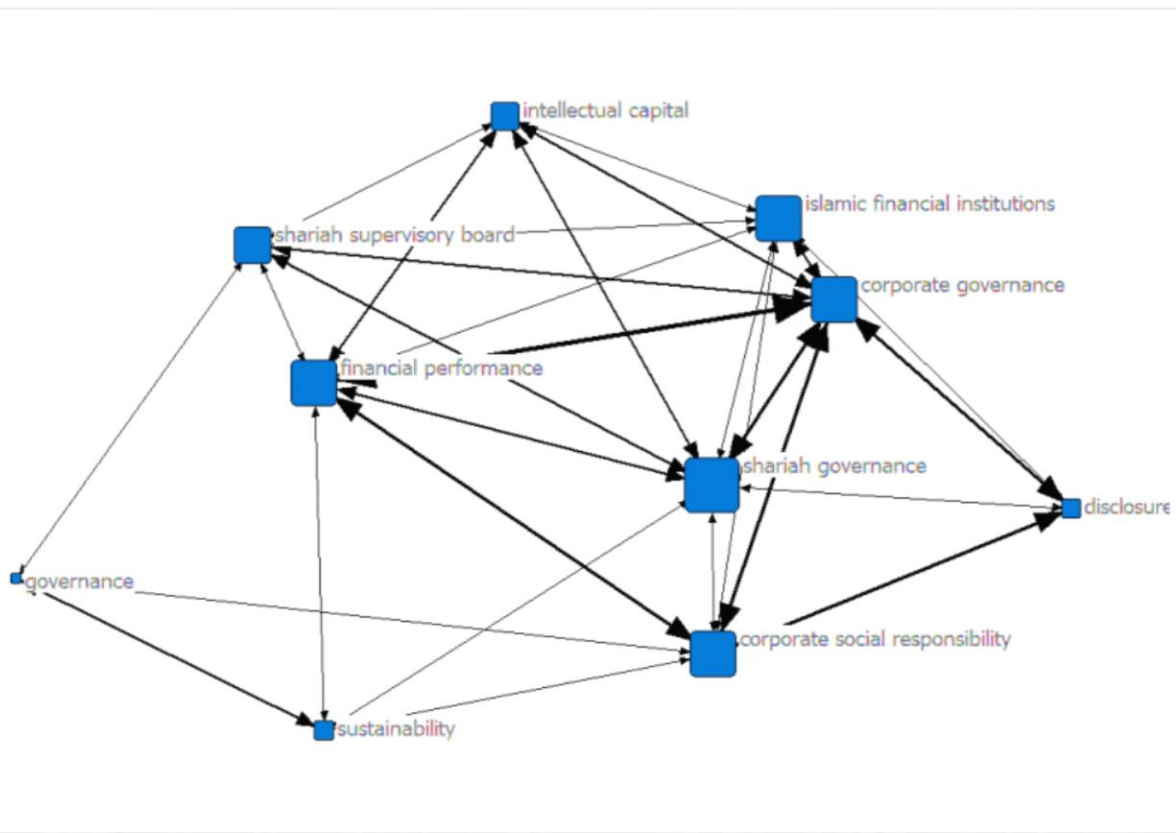 intellectual capital
islamic financial institutions
shariah supervisory board
corporate governance
financial performance
shariah governance
disclosure
governance
corporate social responsibility
sustainability